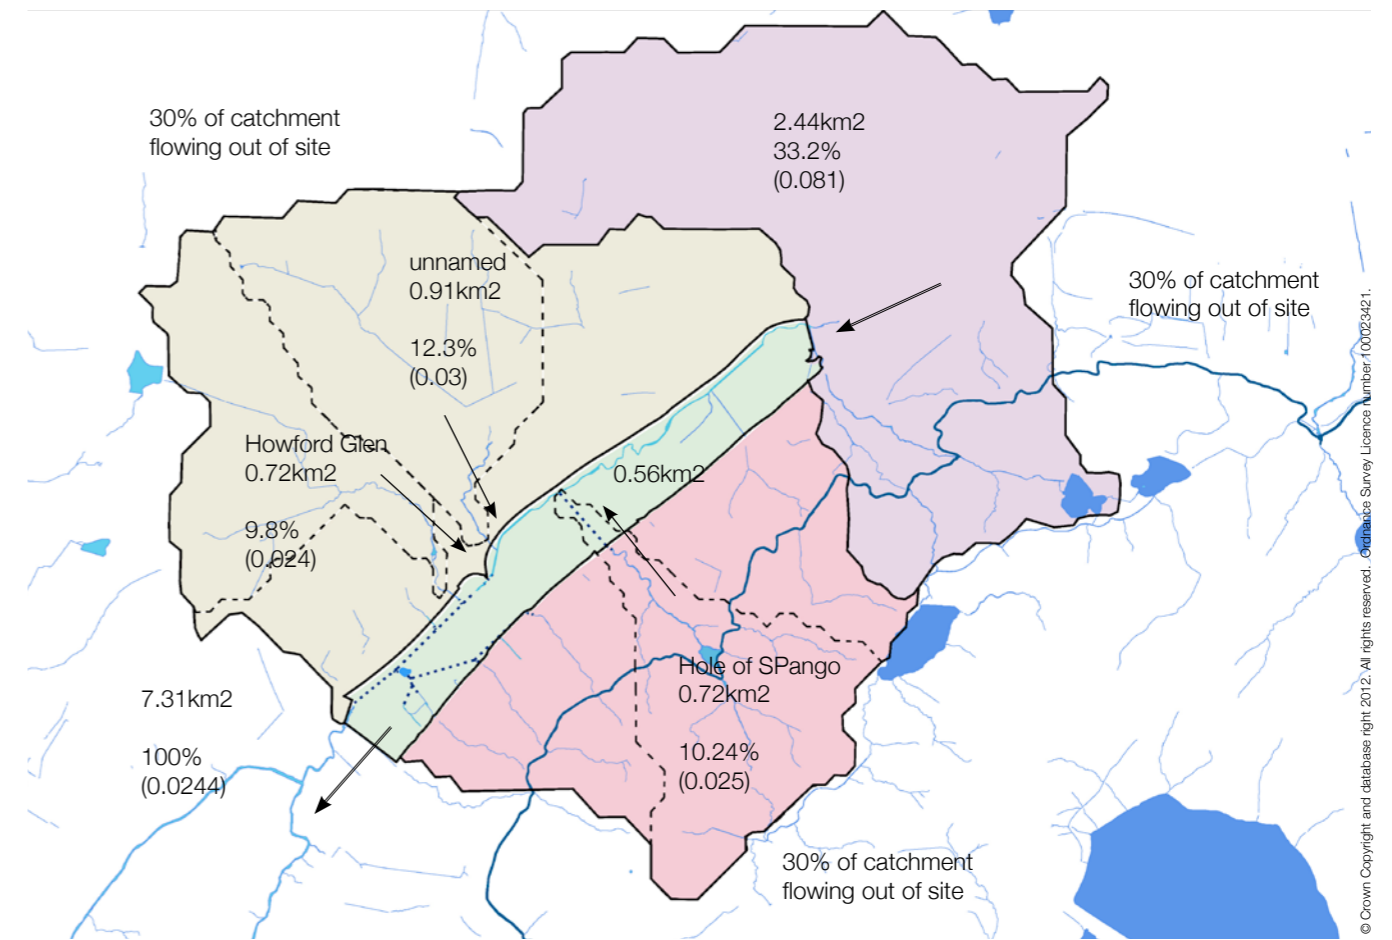 30% of catchment
flowing out of site
2.44km2
33.2%
(0.081)
unnamed
0.91km2
12.3%
(0.03)
30% of catchment
flowing out of site
Howford Glen
0.72km2
9.8%
(0.024)
0.56km2
Hole of SPango
0.72km2
10.24%
(0.025)
7.31km2
100%
(0.0244)
30% of catchment
flowing out of site
© Crown Copyright and database right 2012. All rights reserved. Ordnance Survey Licence number 100023421.